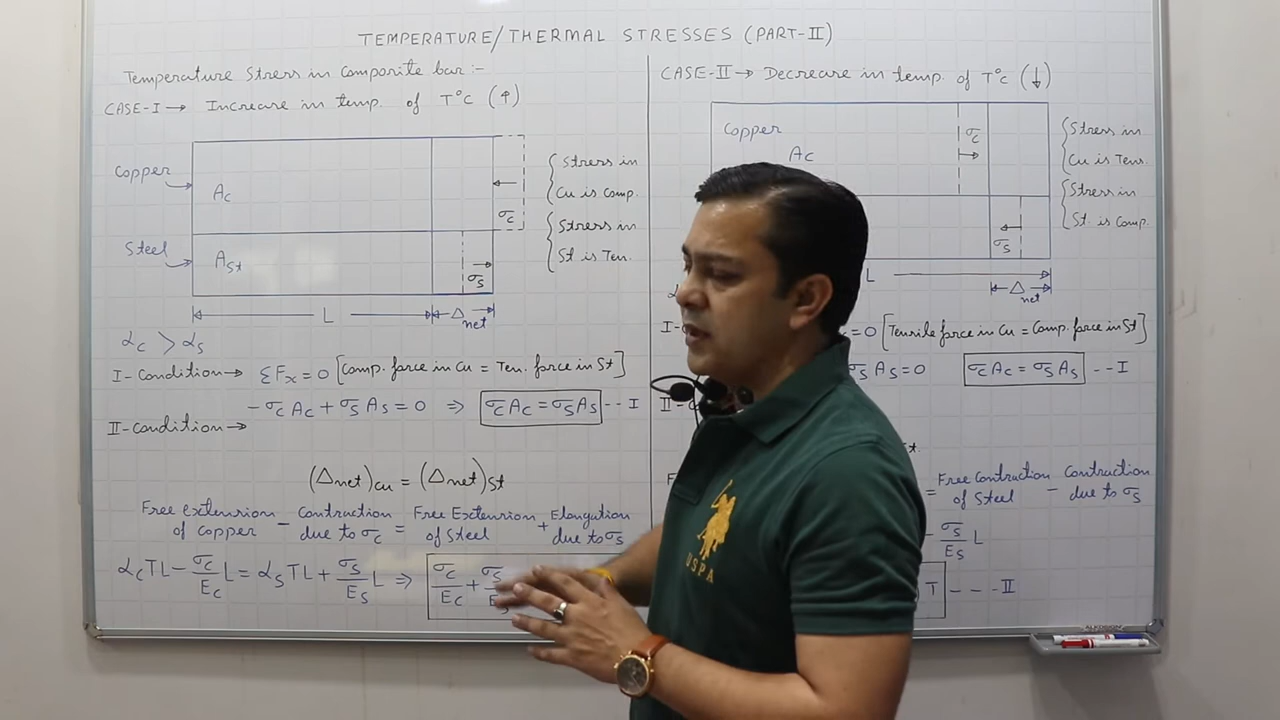 TEMPERATURE/THERMAL STRESSES (PART-II)
Temperature Stress in Composite bar:-
CASE-I → Increase in temp. of T°C (↑)
Copper
Ac
Steel
ASt
σc
σs
L
Δnet
{Stress in
Cu is Comp.
{Stress in
St is Ten.
αc > αs
I-Condition → ΣFx = 0 [Comp. force in Cu = Ten. force in St]
-σc Ac + σs As = 0 ⇒ σc Ac = σs As -- I
II-Condition →
(Δnet)Cu = (Δnet)St
Free extension of copper - Contraction due to σc = Free Extension of Steel + Elongation due to σs
αc TL - σc/Ec L = αs TL + σs/Es L ⇒ σc/Ec + σs/Es
CASE-II → Decrease in temp. of T°C (↓)
Copper
Ac
σc
σs
{Stress in
Cu is Tens.
{Stress in
St is Comp.
L
Δnet
I-
= 0 [Tensile force in Cu = Comp. force in St]
σs As = 0 σc Ac = σs As -- I
II-
st.
= Free Contraction of Steel - Contraction due to σs
- σs/Es L
T --- II
USPA